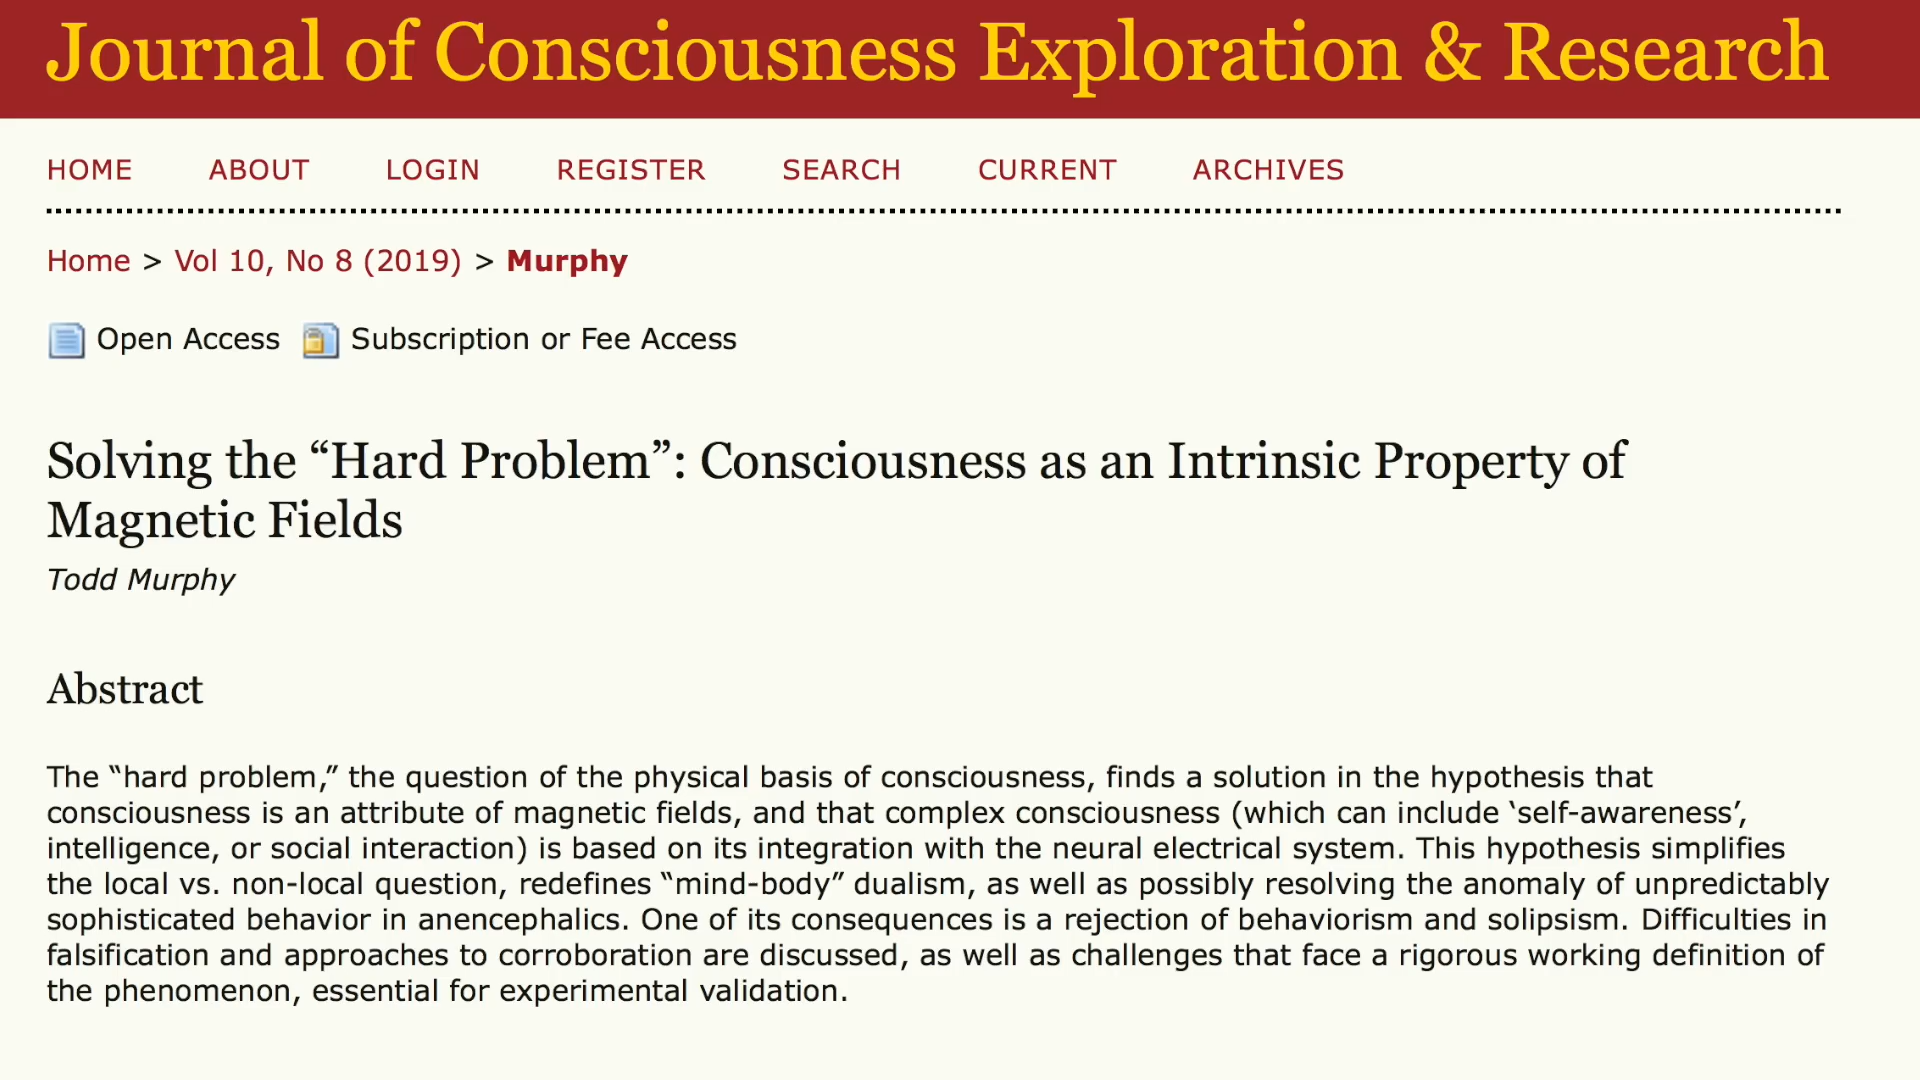 Journal of Consciousness Exploration & Research
HOME ABOUT LOGIN REGISTER SEARCH CURRENT ARCHIVES
Home > Vol 10, No 8 (2019) > Murphy
Open Access Subscription or Fee Access
Solving the “Hard Problem”: Consciousness as an Intrinsic Property of
Magnetic Fields
Todd Murphy
Abstract
The “hard problem,” the question of the physical basis of consciousness, finds a solution in the hypothesis that
consciousness is an attribute of magnetic fields, and that complex consciousness (which can include ‘self-awareness’,
intelligence, or social interaction) is based on its integration with the neural electrical system. This hypothesis simplifies
the local vs. non-local question, redefines “mind-body” dualism, as well as possibly resolving the anomaly of unpredictably
sophisticated behavior in anencephalics. One of its consequences is a rejection of behaviorism and solipsism. Difficulties in
falsification and approaches to corroboration are discussed, as well as challenges that face a rigorous working definition of
the phenomenon, essential for experimental validation.